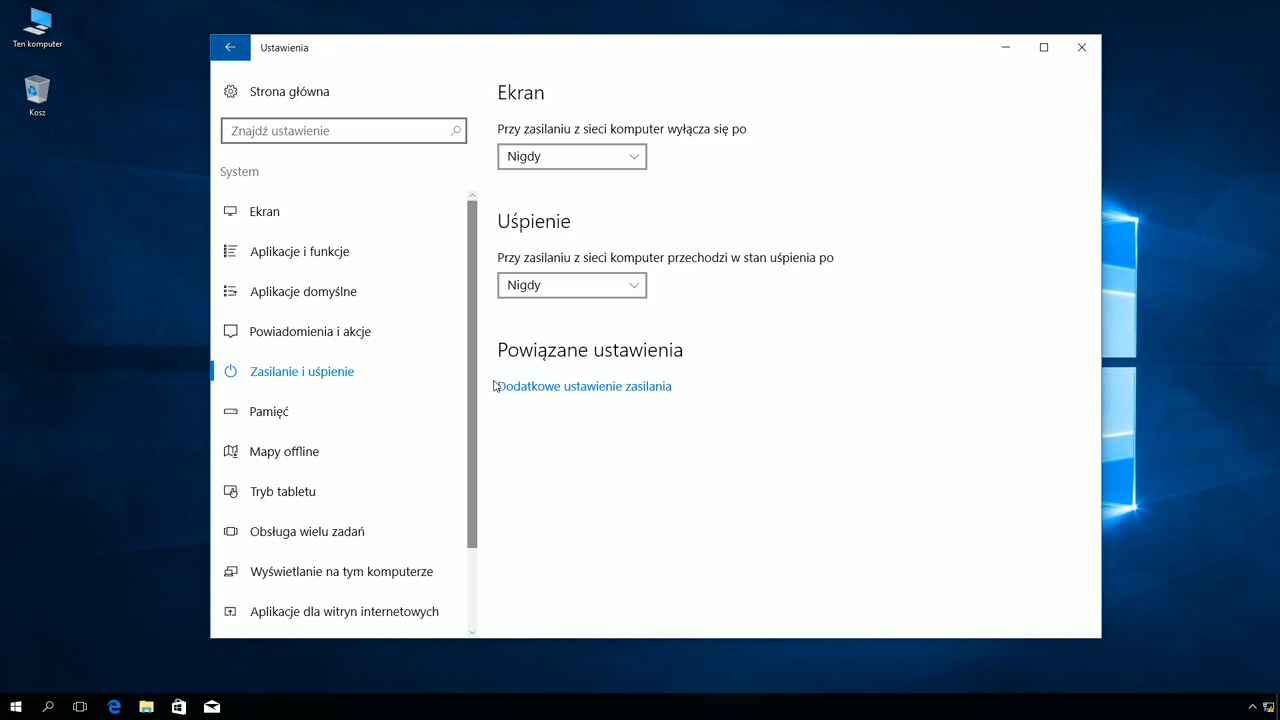 Ten komputer
Kosz
Ustawienia
Strona główna
Znajdź ustawienie
System
Ekran
Aplikacje i funkcje
Aplikacje domyślne
Powiadomienia i akcje
Zasilanie i uśpienie
Pamięć
Mapy offline
Tryb tabletu
Obsługa wielu zadań
Wyświetlanie na tym komputerze
Aplikacje dla witryn internetowych
Ekran
Przy zasilaniu z sieci komputer wyłącza się po
Nigdy
Uśpienie
Przy zasilaniu z sieci komputer przechodzi w stan uśpienia po
Nigdy
Powiązane ustawienia
Dodatkowe ustawienie zasilania